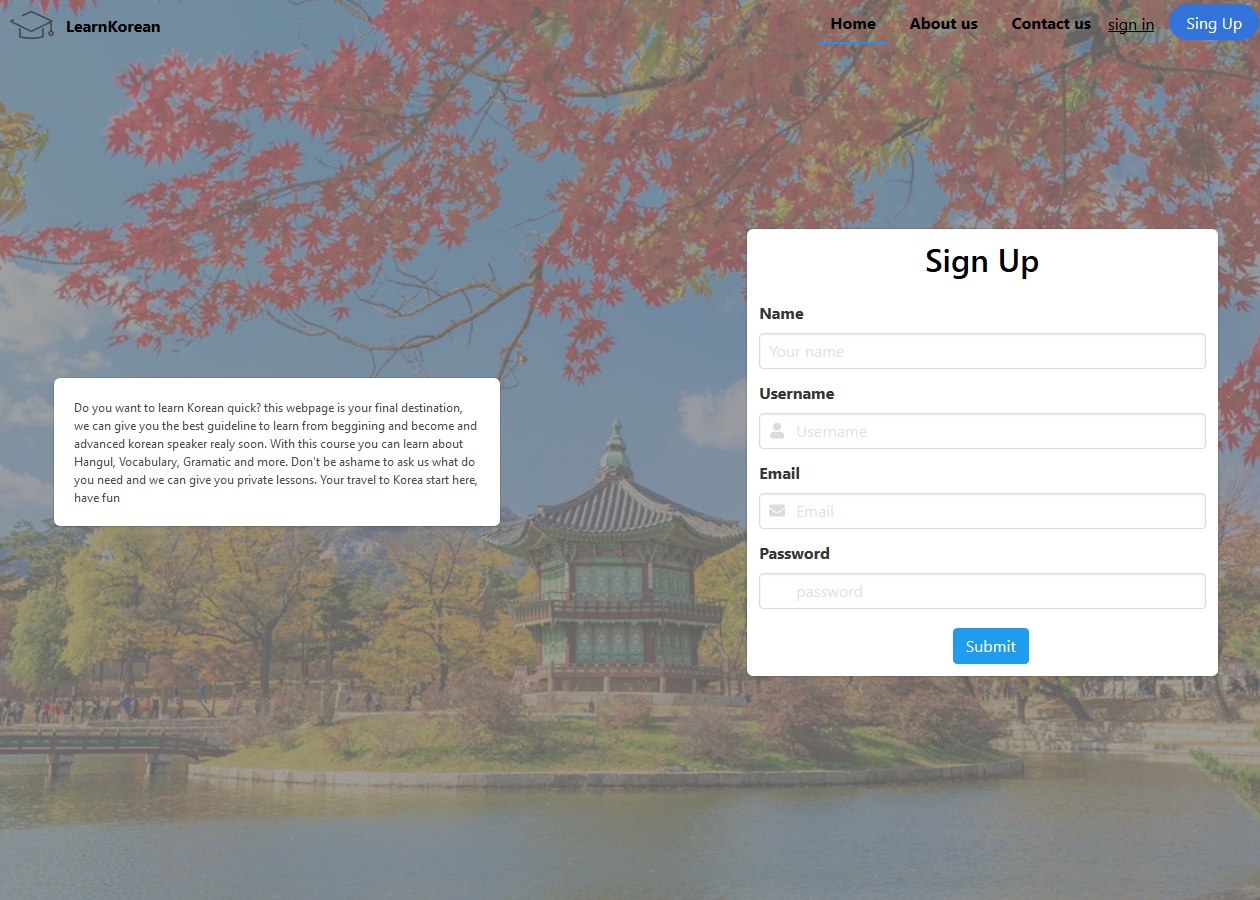 LearnKorean
Home
About us
Contact us
sign in
Sing Up
Do you want to learn Korean quick? this webpage is your final destination,
we can give you the best guideline to learn from beggining and become and
advanced korean speaker realy soon. With this course you can learn about
Hangul, Vocabulary, Gramatic and more. Don't be ashame to ask us what do
you need and we can give you private lessons. Your travel to Korea start here,
have fun
Sign Up
Name
Your name
Username
Username
Email
Email
Password
password
Submit